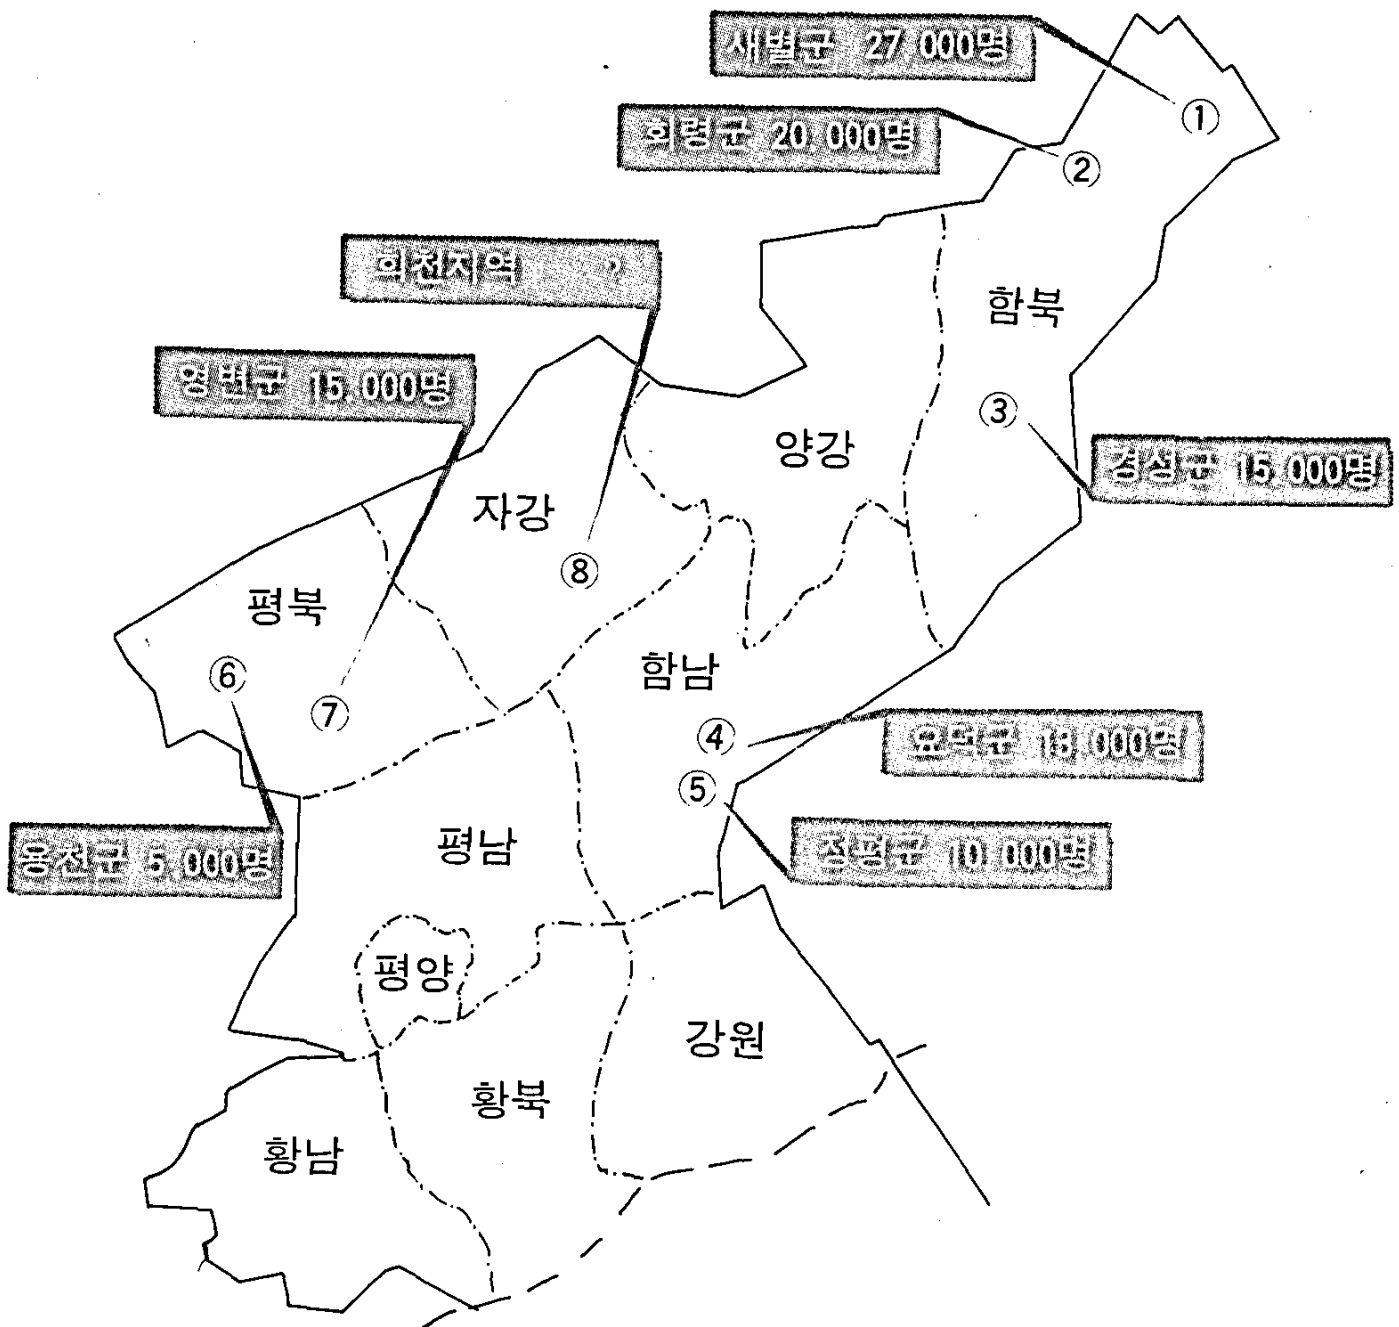 새별군 27,000명
①
회령군 20,000명
②
희천지역 ?
함북
영변군 15,000명
③
양강
경성군 15,000명
자강
⑧
평북
함남
⑥
⑦
④
요덕군 18,000명
⑤
평남
정평군 10,000명
용천군 5,000명
평양
강원
황북
황남